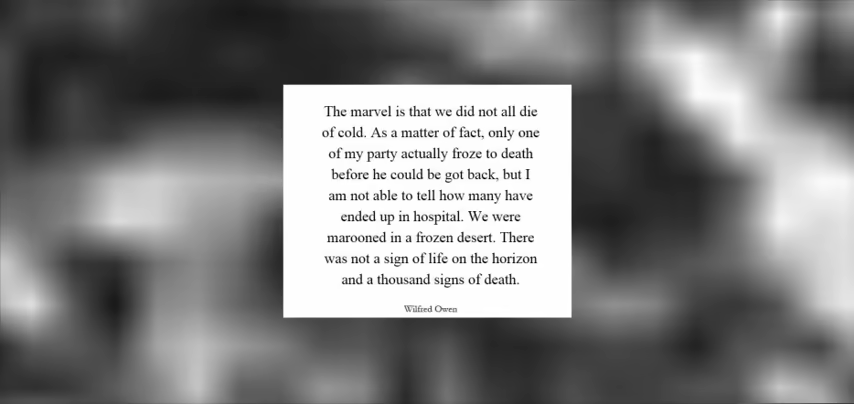 The marvel is that we did not all die
of cold. As a matter of fact, only one
of my party actually froze to death
before he could be got back, but I
am not able to tell how many have
ended up in hospital. We were
marooned in a frozen desert. There
was not a sign of life on the horizon
and a thousand signs of death.
Wilfred Owen